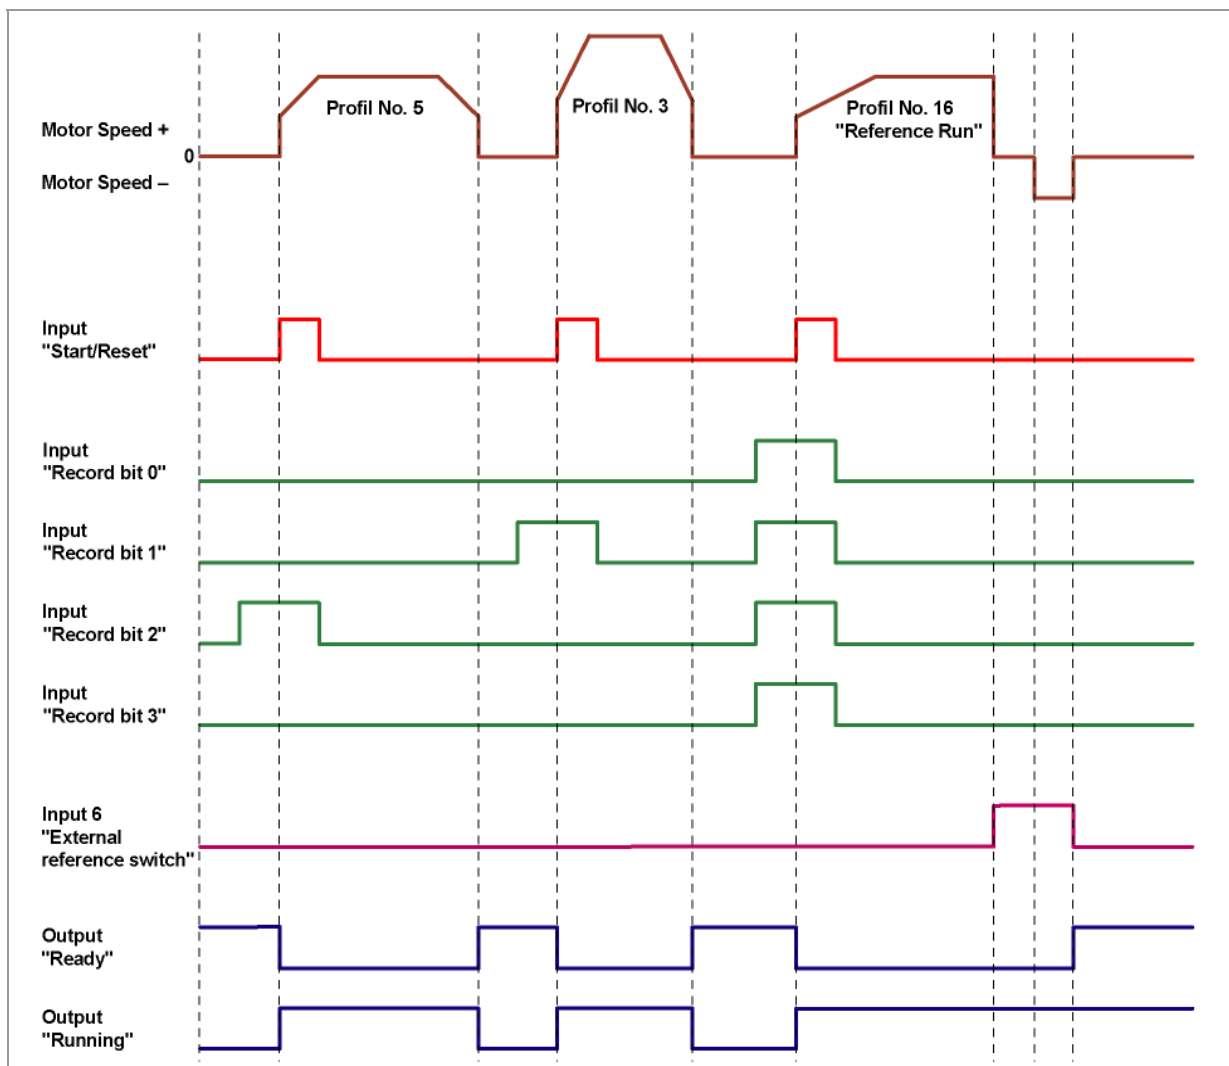 Profil No. 5
Profil No. 3
Profil No. 16
"Reference Run"
Motor Speed +
0
Motor Speed –
Input
"Start/Reset"
Input
"Record bit 0"
Input
"Record bit 1"
Input
"Record bit 2"
Input
"Record bit 3"
Input 6
"External
reference switch"
Output
"Ready"
Output
"Running"